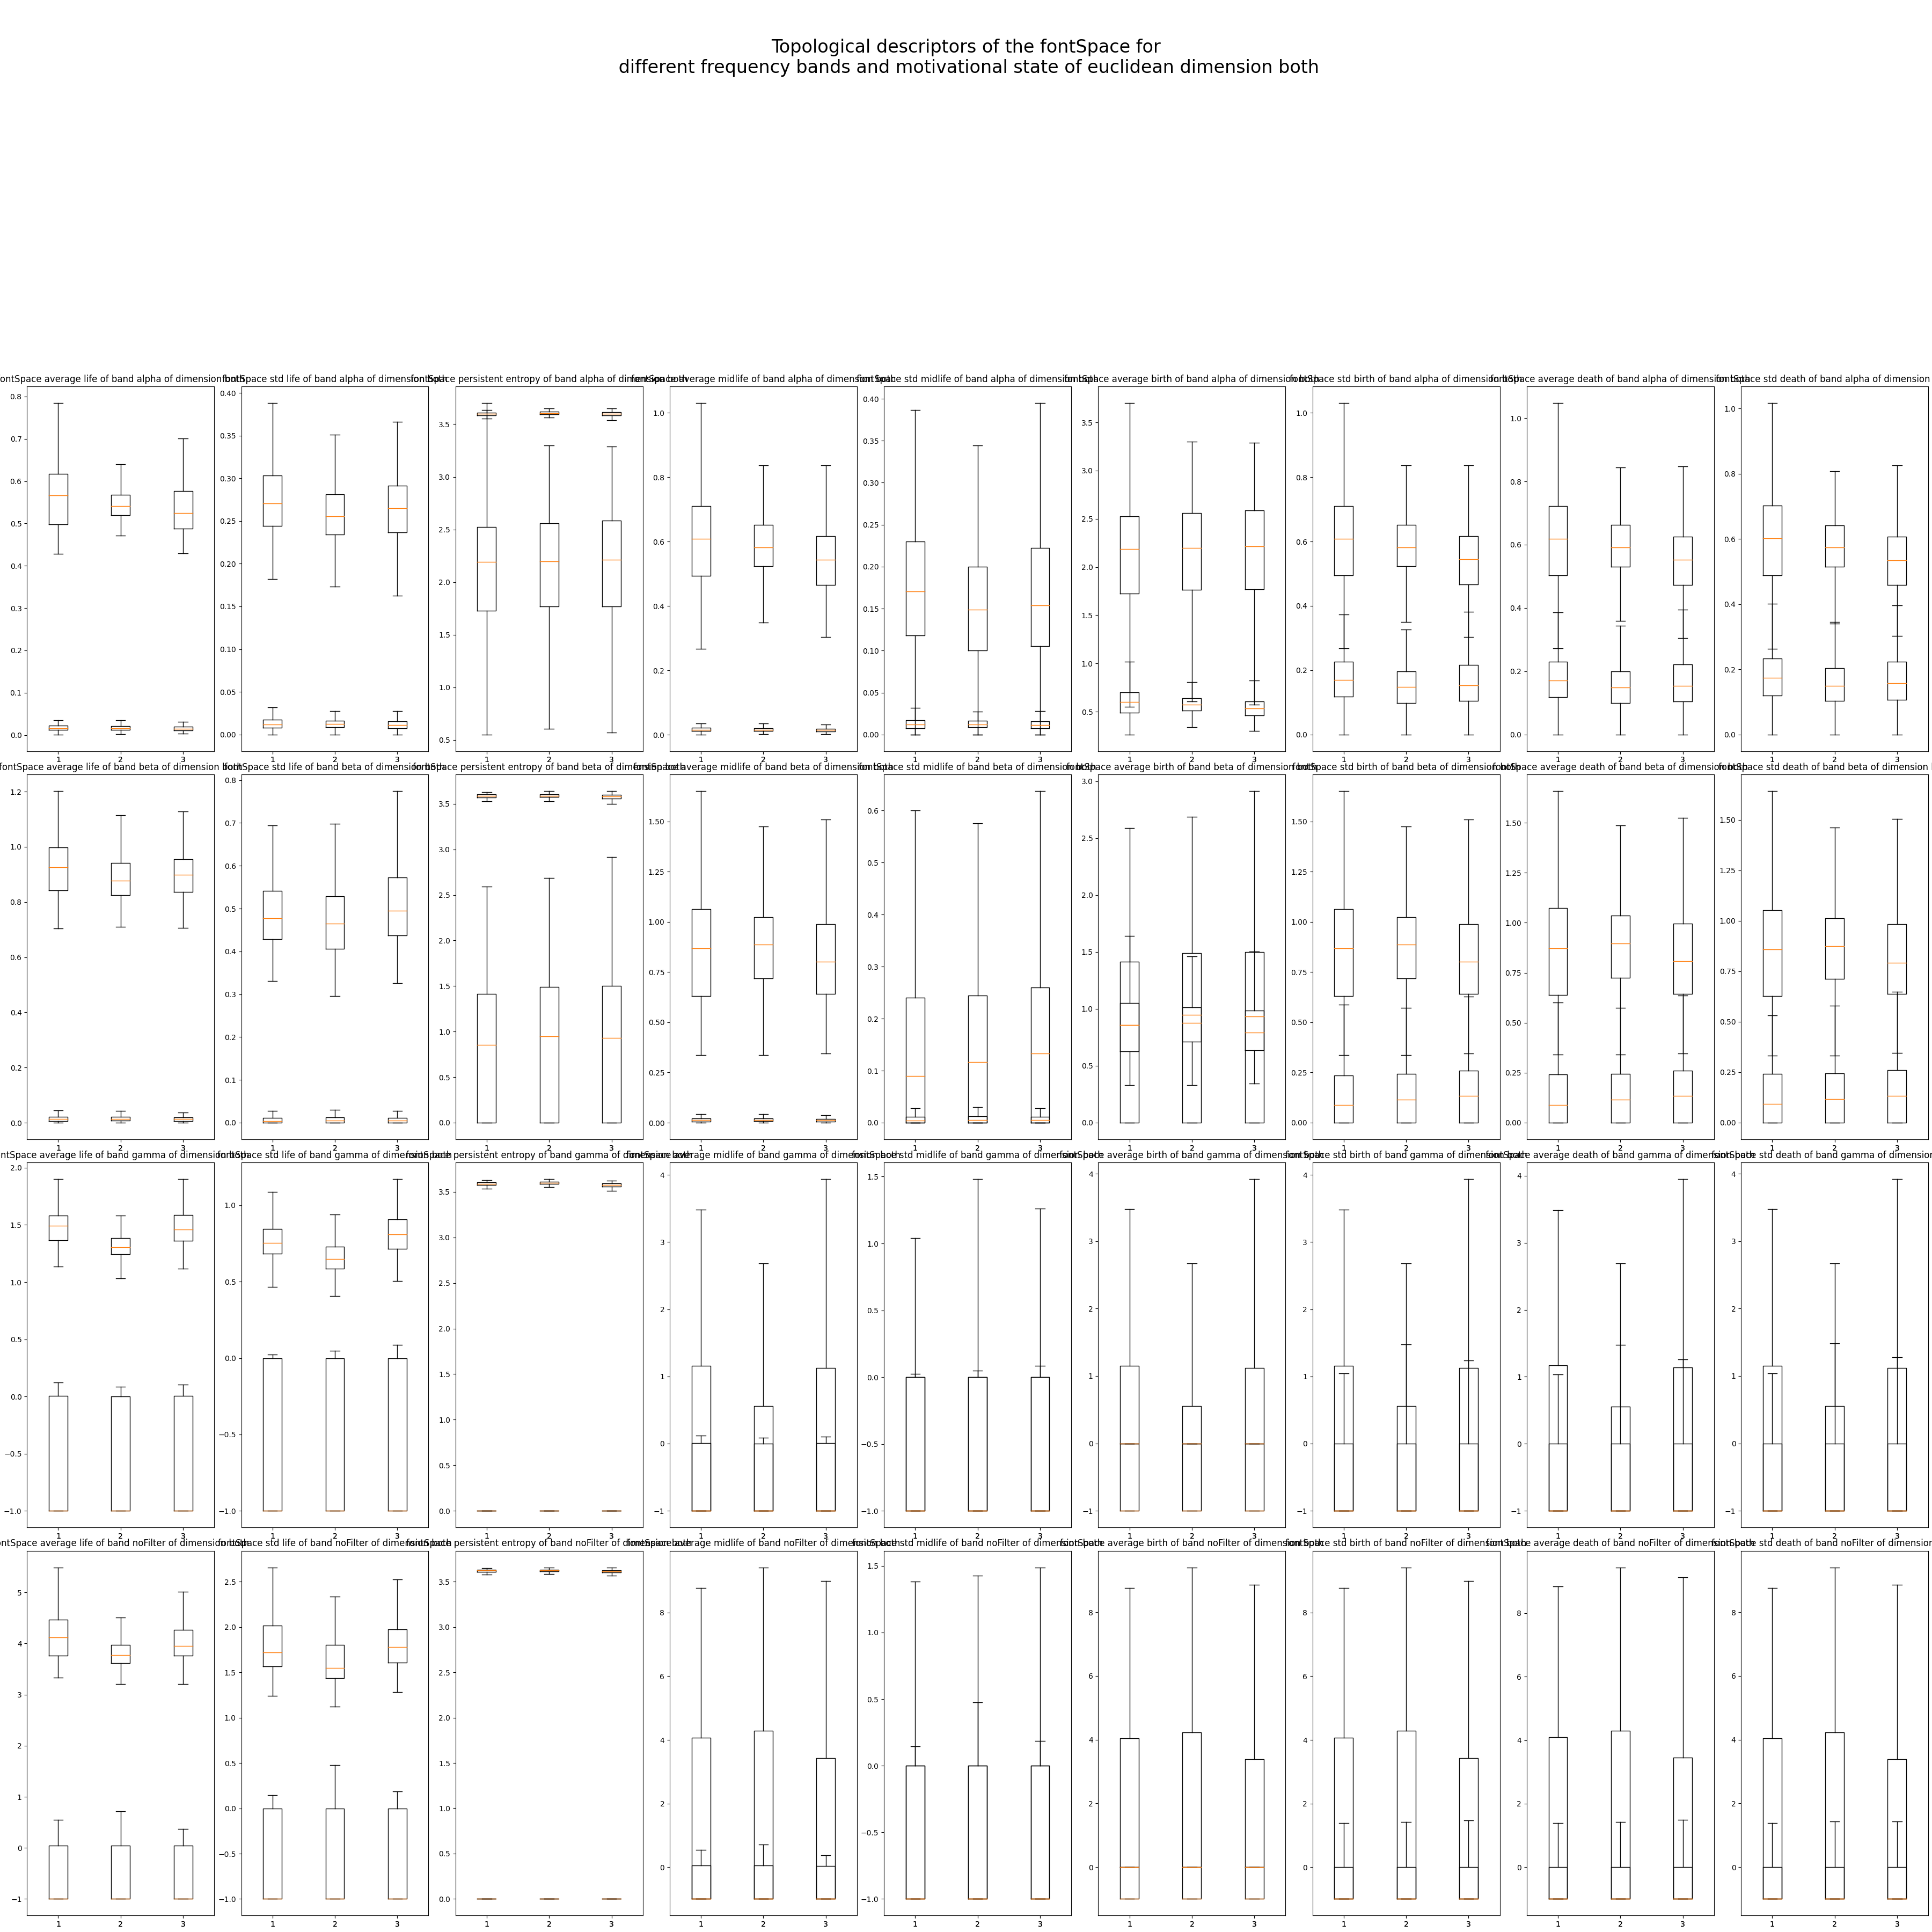 Topological descriptors of the fontSpace for
different frequency bands and motivational state of euclidean dimension both
ontSpace average life of band alpha of dimension both
fontSpace std life of band alpha of dimension both
fontSpace persistent entropy of band alpha of dimension both
fontSpace average midlife of band alpha of dimension both
fontSpace std midlife of band alpha of dimension both
fontSpace average birth of band alpha of dimension both
fontSpace std birth of band alpha of dimension both
fontSpace average death of band alpha of dimension both
fontSpace std death of band alpha of dimension
0.8 0.7 0.6 0.5 0.4 0.3 0.2 0.1 0.0
0.40 0.35 0.30 0.25 0.20 0.15 0.10 0.05 0.00
3.5 3.0 2.5 2.0 1.5 1.0 0.5
1.0 0.8 0.6 0.4 0.2 0.0
0.40 0.35 0.30 0.25 0.20 0.15 0.10 0.05 0.00
3.5 3.0 2.5 2.0 1.5 1.0 0.5
1.0 0.8 0.6 0.4 0.2 0.0
1.0 0.8 0.6 0.4 0.2 0.0
1.0 0.8 0.6 0.4 0.2 0.0
1 2 3 1 2 3 1 2 3 1 2 3 1 2 3 1 2 3 1 2 3 1 2 3 1 2 3
fontSpace average life of band beta of dimension both
fontSpace std life of band beta of dimension both
fontSpace persistent entropy of band beta of dimension both
fontSpace average midlife of band beta of dimension both
fontSpace std midlife of band beta of dimension both
fontSpace average birth of band beta of dimension both
fontSpace std birth of band beta of dimension both
fontSpace average death of band beta of dimension both
fontSpace std death of band beta of dimension
1.2 1.0 0.8 0.6 0.4 0.2 0.0
0.8 0.7 0.6 0.5 0.4 0.3 0.2 0.1 0.0
3.5 3.0 2.5 2.0 1.5 1.0 0.5 0.0
1.50 1.25 1.00 0.75 0.50 0.25 0.00
0.6 0.5 0.4 0.3 0.2 0.1 0.0
3.0 2.5 2.0 1.5 1.0 0.5 0.0
1.50 1.25 1.00 0.75 0.50 0.25 0.00
1.50 1.25 1.00 0.75 0.50 0.25 0.00
1.50 1.25 1.00 0.75 0.50 0.25 0.00
1 2 3 1 2 3 1 2 3 1 2 3 1 2 3 1 2 3 1 2 3 1 2 3 1 2 3
ntSpace average life of band gamma of dimension both
fontSpace std life of band gamma of dimension both
fontSpace persistent entropy of band gamma of dimension both
fontSpace average midlife of band gamma of dimension both
fontSpace std midlife of band gamma of dimension both
fontSpace average birth of band gamma of dimension both
fontSpace std birth of band gamma of dimension both
fontSpace average death of band gamma of dimension both
fontSpace std death of band gamma of dimension
2.0 1.5 1.0 0.5 0.0 −0.5 −1.0
1.0 0.5 0.0 −0.5 −1.0
3.5 3.0 2.5 2.0 1.5 1.0 0.5 0.0
4 3 2 1 0 −1
1.5 1.0 0.5 0.0 −0.5 −1.0
4 3 2 1 0 −1
4 3 2 1 0 −1
4 3 2 1 0 −1
4 3 2 1 0 −1
1 2 3 1 2 3 1 2 3 1 2 3 1 2 3 1 2 3 1 2 3 1 2 3 1 2 3
ontSpace average life of band noFilter of dimension both
fontSpace std life of band noFilter of dimension both
fontSpace persistent entropy of band noFilter of dimension both
fontSpace average midlife of band noFilter of dimension both
fontSpace std midlife of band noFilter of dimension both
fontSpace average birth of band noFilter of dimension both
fontSpace std birth of band noFilter of dimension both
fontSpace average death of band noFilter of dimension both
fontSpace std death of band noFilter of dimension
5 4 3 2 1 0 −1
2.5 2.0 1.5 1.0 0.5 0.0 −0.5 −1.0
3.5 3.0 2.5 2.0 1.5 1.0 0.5 0.0
8 6 4 2 0
1.5 1.0 0.5 0.0 −0.5 −1.0
8 6 4 2 0
8 6 4 2 0
8 6 4 2 0
8 6 4 2 0
1 2 3 1 2 3 1 2 3 1 2 3 1 2 3 1 2 3 1 2 3 1 2 3 1 2 3